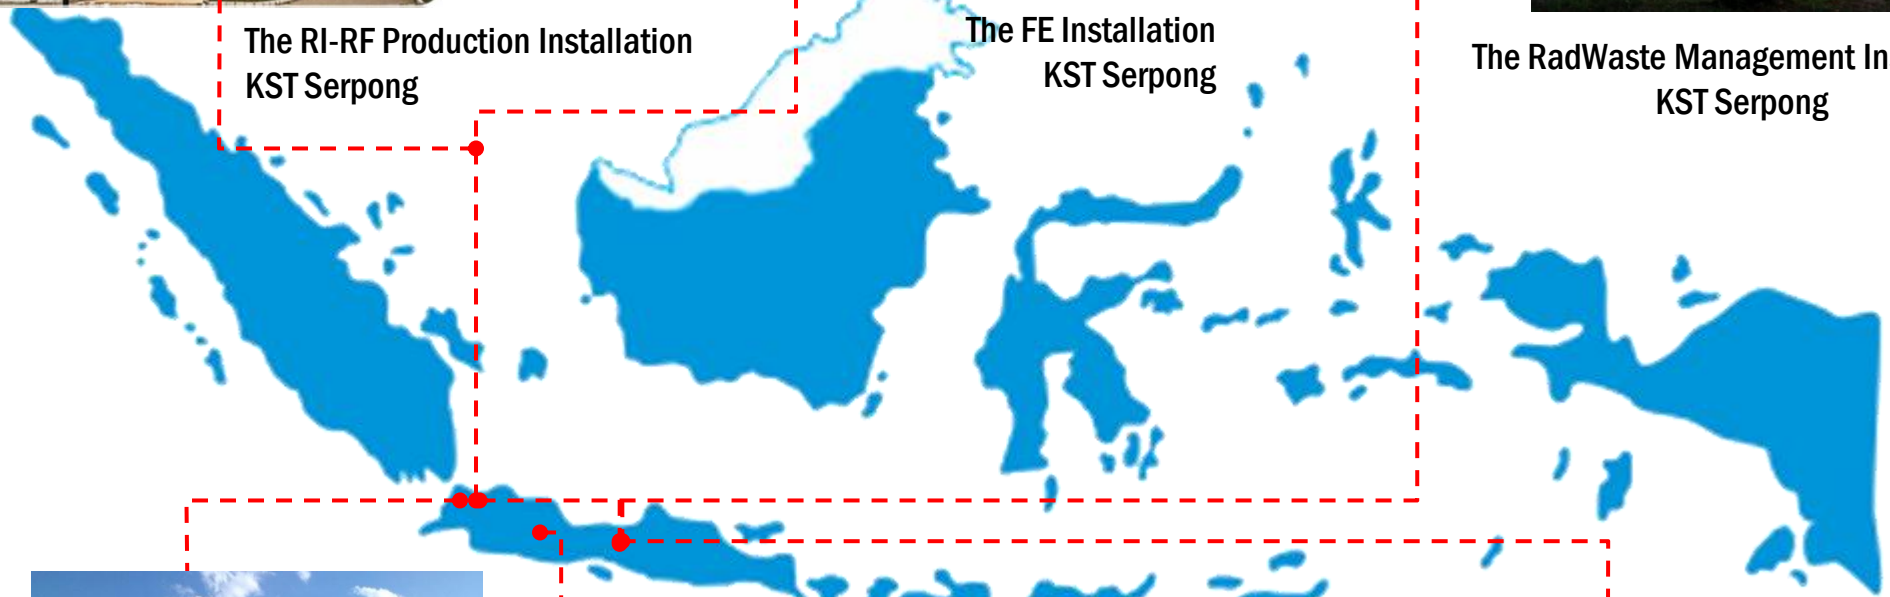 The RI-RF Production Installation
KST Serpong
The FE Installation
KST Serpong
The RadWaste Management In
KST Serpong